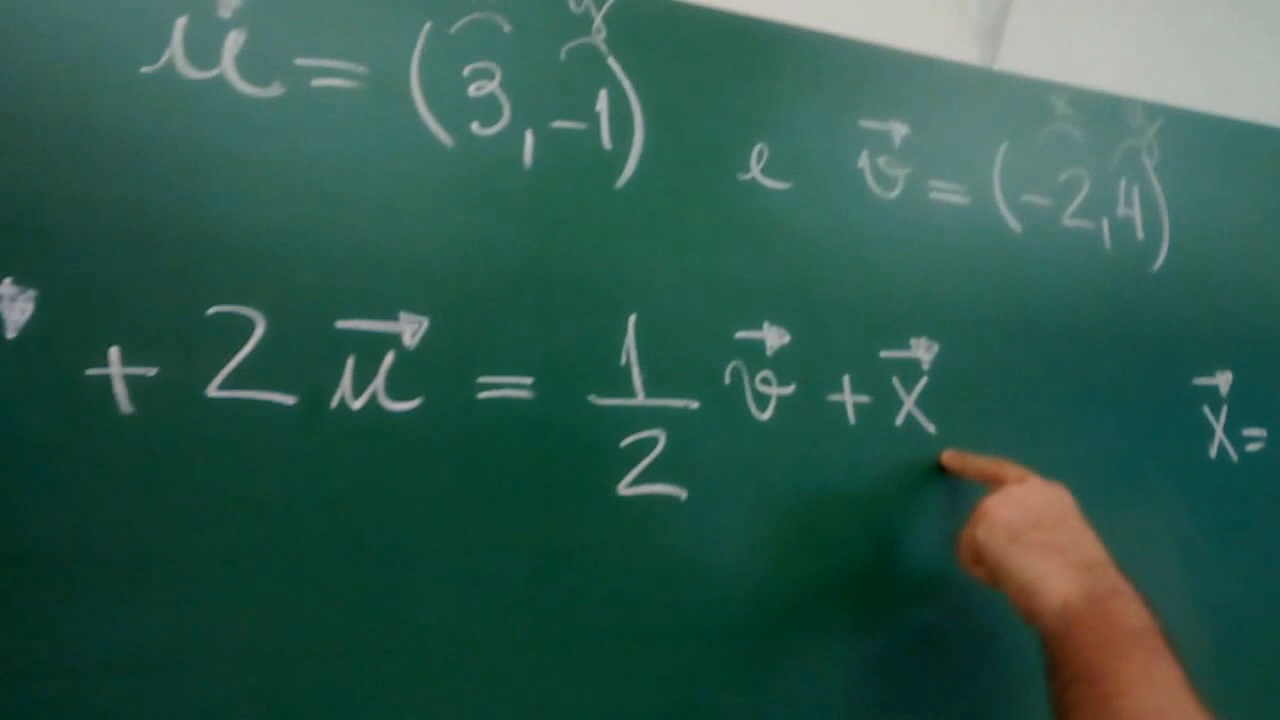 u⃗ = (3, -1) e v⃗ = (-2, 4)
+ 2u⃗ = 1/2 v⃗ + x⃗
x⃗ =